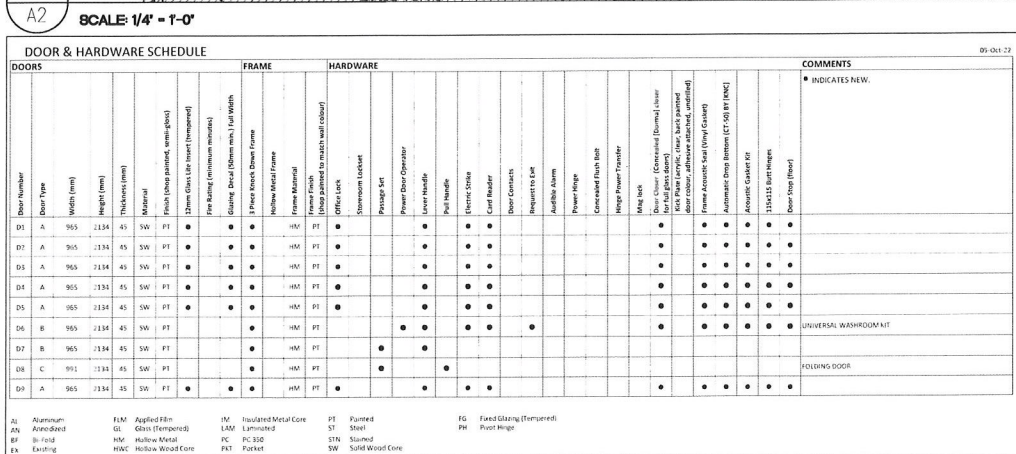 A2
SCALE: 1/4" = 1'-0"
DOOR & HARDWARE SCHEDULE
05-Oct-22
DOORS FRAME HARDWARE COMMENTS
Door Number
Door Type
Width (mm)
Height (mm)
Thickness (mm)
Material
Finish (shop painted, semi-gloss)
12mm Glass Lite Insert (tempered)
Fire Rating (minimum minutes)
Glazing Decal (50mm min.) Full Width
3 Piece Knock Down Frame
Hollow Metal Frame
Frame Material
Frame Finish
(shop painted to match wall colour)
Office Lock
Storeroom Lockset
Passage Set
Power Door Operator
Lever Handle
Pull Handle
Electric Strike
Card Reader
Door Contacts
Request to Exit
Audible Alarm
Power Hinge
Concealed Flush Bolt
Hinge Power Transfer
Mag lock
Door Closer (Concealed [Dorma] closer
for full glass doors)
Kick Plate (acrylic, clear, back painted
door colour, adhesive attached, undrilled)
Frame Acoustic Seal (Vinyl Gasket)
Automatic Drop Bottom (CT-50) BY [KNC]
Acoustic Gasket Kit
115x115 Butt Hinges
Door Stop (floor)
● INDICATES NEW.
D1 A 965 2134 45 SW PT ● ● ● HM PT ● ● ● ● ● ● ● ● ● ●
D2 A 965 2134 45 SW PT ● ● ● HM PT ● ● ● ● ● ● ● ● ● ●
D3 A 965 2134 45 SW PT ● ● ● HM PT ● ● ● ● ● ● ● ● ● ●
D4 A 965 2134 45 SW PT ● ● ● HM PT ● ● ● ● ● ● ● ● ● ●
D5 A 965 2134 45 SW PT ● ● ● HM PT ● ● ● ● ● ● ● ● ● ●
D6 B 965 2134 45 SW PT ● HM PT ● ● ● ● ● ● ● ● ● ● ● UNIVERSAL WASHROOM KIT
D7 B 965 2134 45 SW PT ● HM PT ● ●
D8 C 991 2134 45 SW PT ● HM PT ● ● FOLDING DOOR
D9 A 965 2134 45 SW PT ● ● ● HM PT ● ● ● ● ● ● ● ● ● ●
AL Aluminum FLM Applied Film IM Insulated Metal Core PT Painted FG Fixed Glazing (Tempered)
AN Annodized GL Glass (Tempered) LAM Laminated ST Steel PH Pivot Hinge
BF Bi-Fold HM Hollow Metal PC PC 350 STN Stained
EX Existing HWC Hollow Wood Core PKT Pocket SW Solid Wood Core